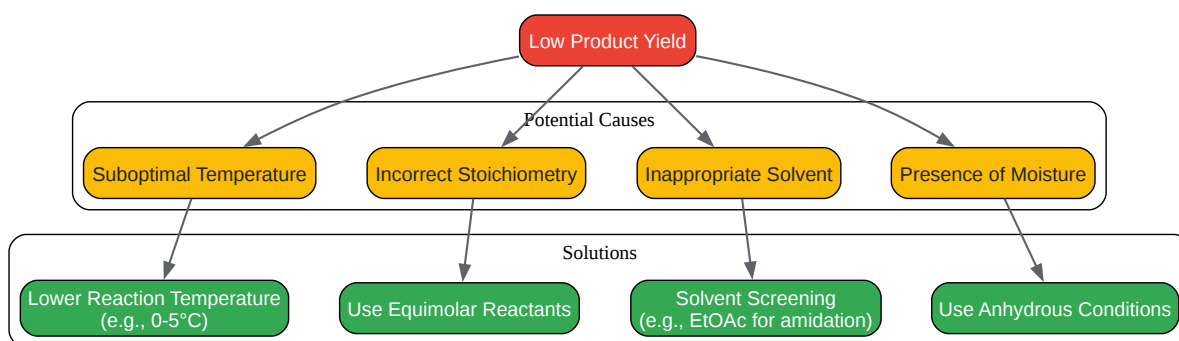 Low Product Yield
Potential Causes
Suboptimal Temperature
Incorrect Stoichiometry
Inappropriate Solvent
Presence of Moisture
Solutions
Lower Reaction Temperature
(e.g., 0-5°C)
Use Equimolar Reactants
Solvent Screening
(e.g., EtOAc for amidation)
Use Anhydrous Conditions